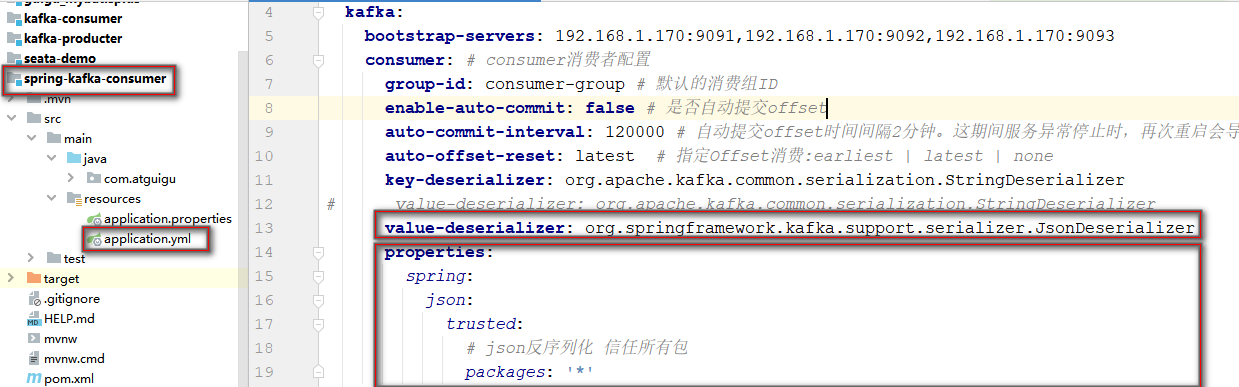 kafka-consumer
kafka-producter
seata-demo
spring-kafka-consumer
.mvn
src
main
java
com.atguigu
resources
application.properties
application.yml
test
target
.gitignore
HELP.md
mvnw
mvnw.cmd
pom.xml
4 kafka:
5 bootstrap-servers: 192.168.1.170:9091,192.168.1.170:9092,192.168.1.170:9093
6 consumer: # consumer消费者配置
7 group-id: consumer-group # 默认的消费组ID
8 enable-auto-commit: false # 是否自动提交offset
9 auto-commit-interval: 120000 # 自动提交offset时间间隔2分钟。这期间服务异常停止时，再次重启会导
10 auto-offset-reset: latest # 指定Offset消费:earliest | latest | none
11 key-deserializer: org.apache.kafka.common.serialization.StringDeserializer
12 # value-deserializer: org.apache.kafka.common.serialization.StringDeserializer
13 value-deserializer: org.springframework.kafka.support.serializer.JsonDeserializer
14 properties:
15 spring:
16 json:
17 trusted:
18 # json反序列化 信任所有包
19 packages: '*'